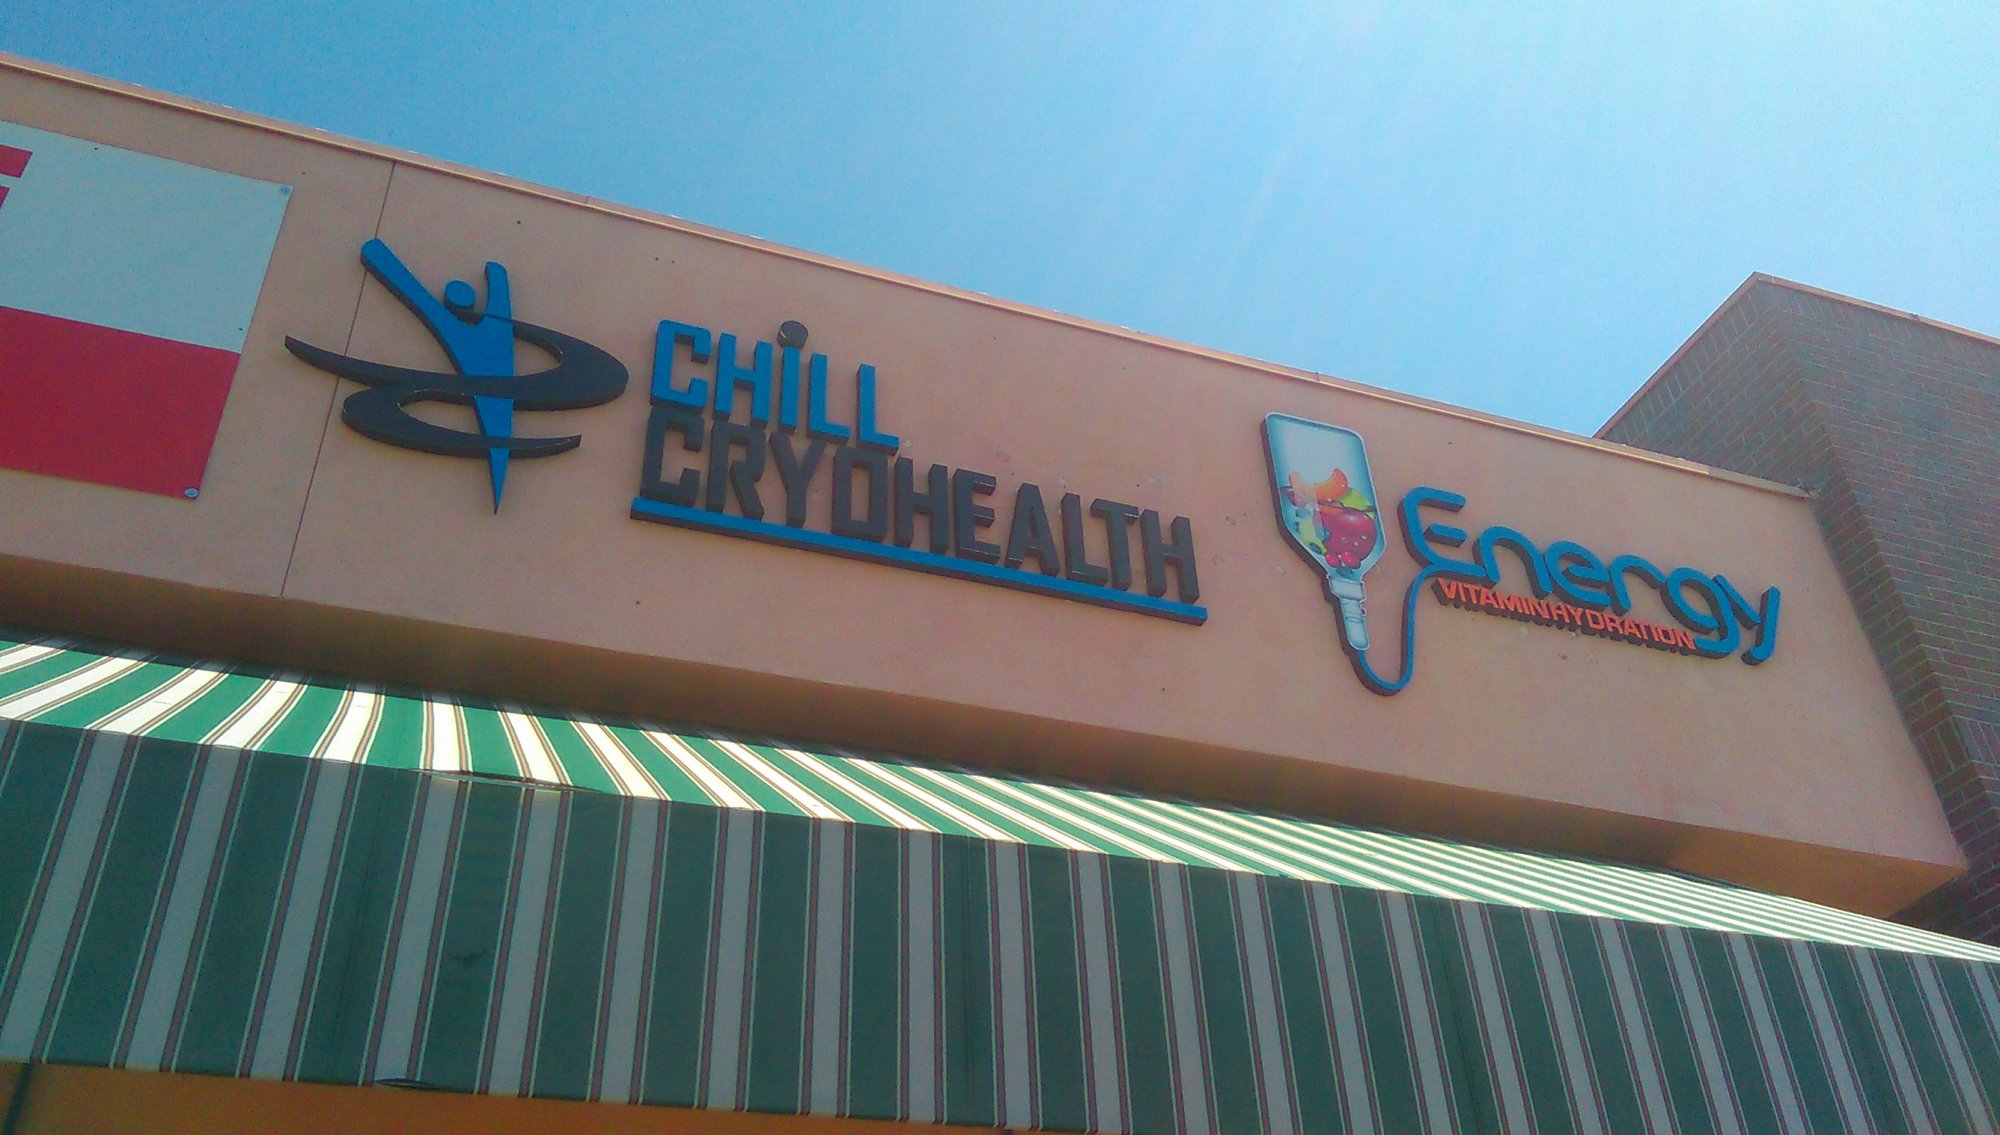 CHiLL
CRYOHEALTH
Energy
VITAMIN HYDRATION